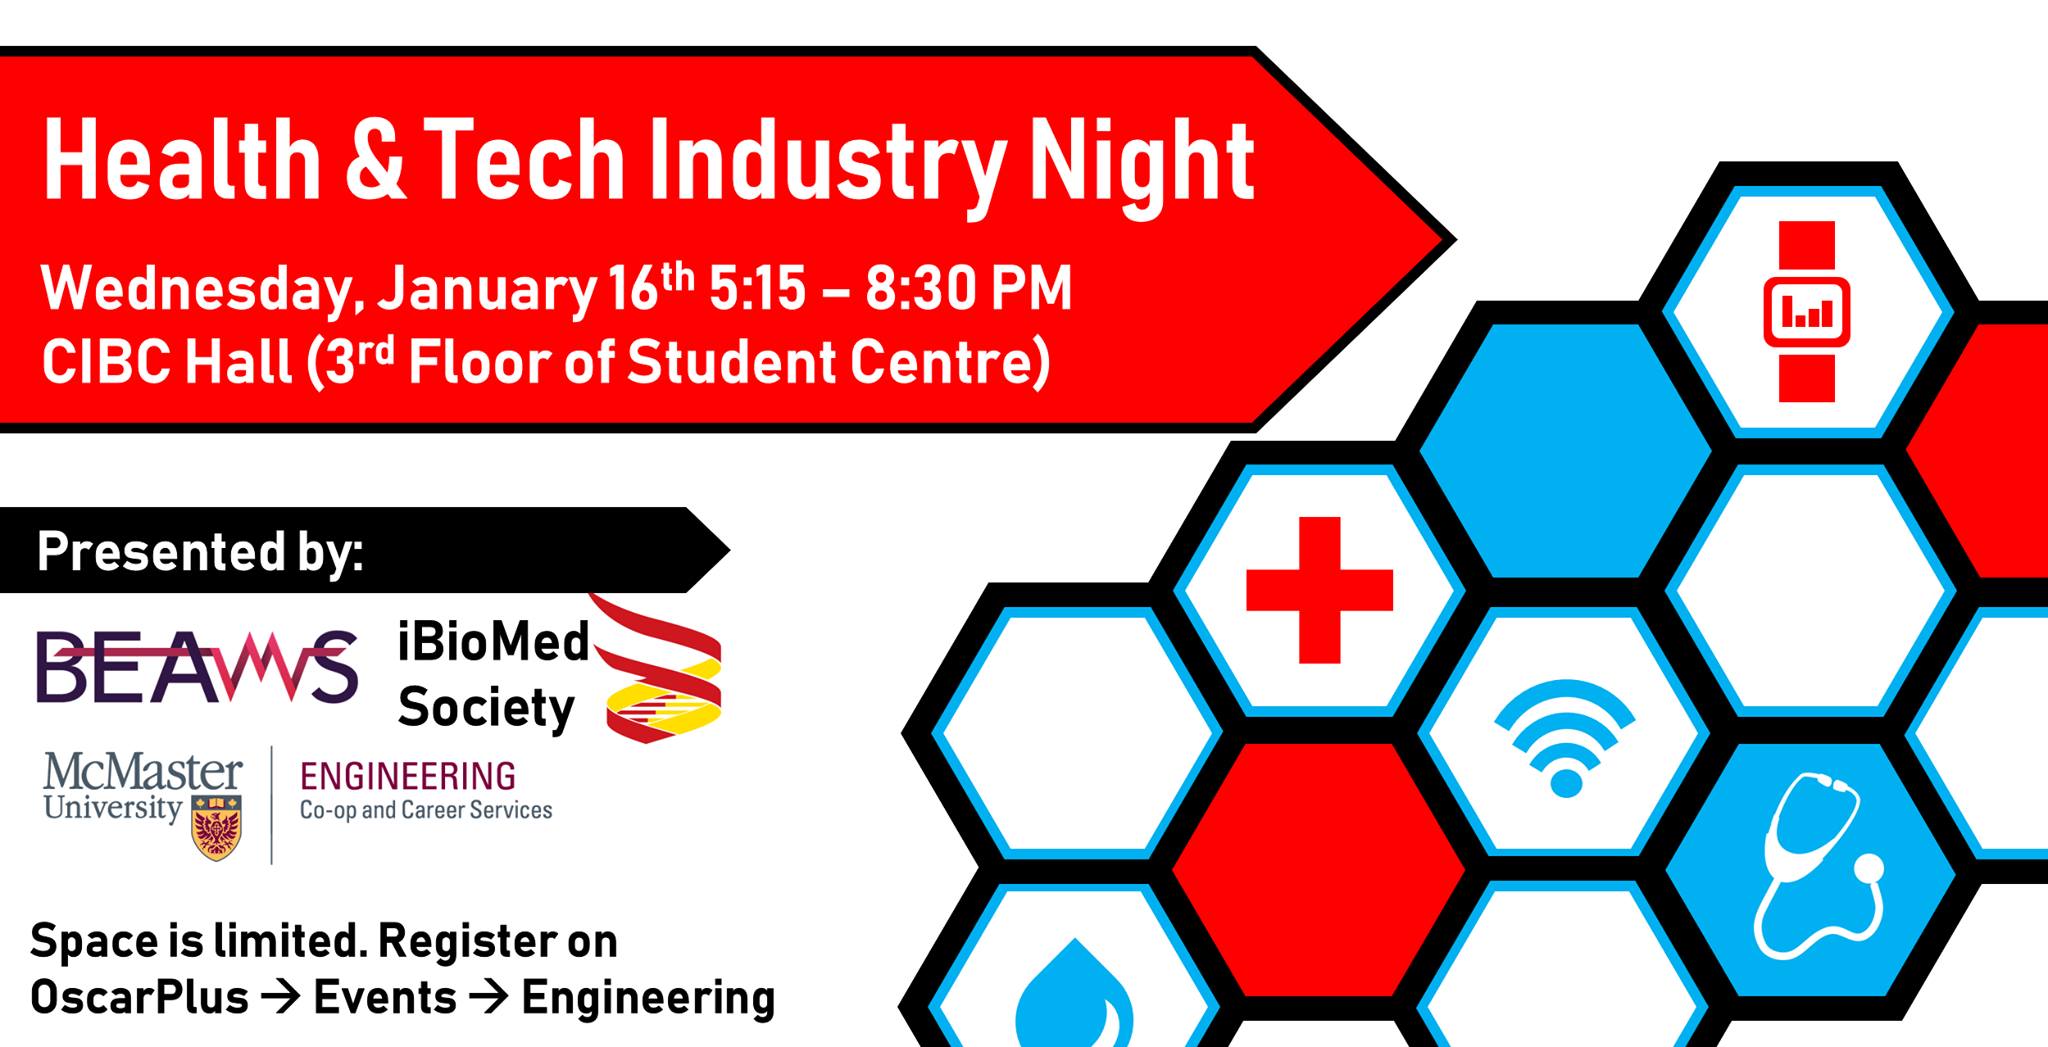 Health & Tech Industry Night
Wednesday, January 16th 5:15 – 8:30 PM
CIBC Hall (3rd Floor of Student Centre)
Presented by:
BEAMS
iBioMed
Society
McMaster
University
ENGINEERING
Co-op and Career Services
Space is limited. Register on
OscarPlus → Events → Engineering